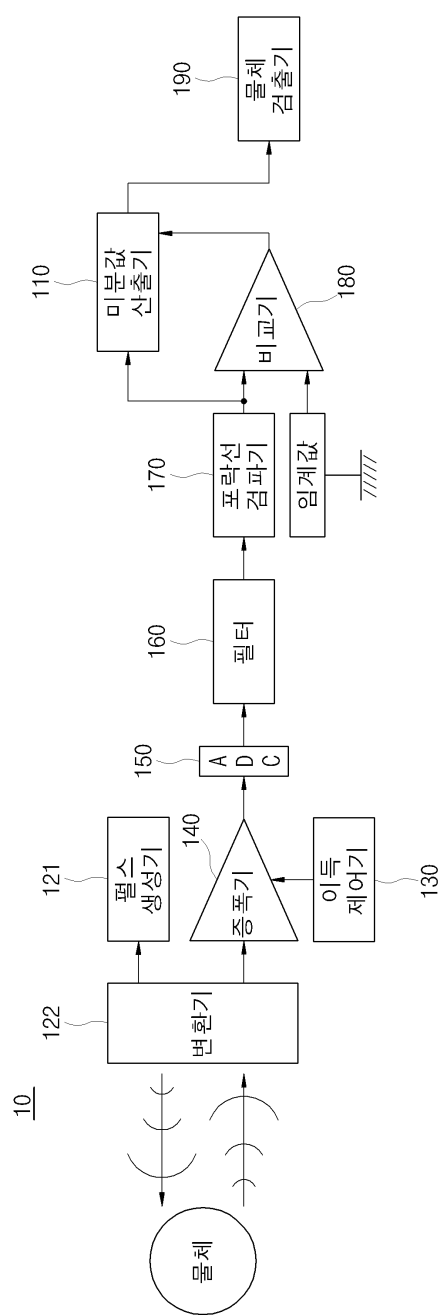 10
물체
122
변환기
121
펄스
생성기
140
증폭기
이득
제어기
130
150
A
D
C
160
필터
170
포락선
검파기
임계값
비교기
180
110
미분값
산출기
190
물체
검출기